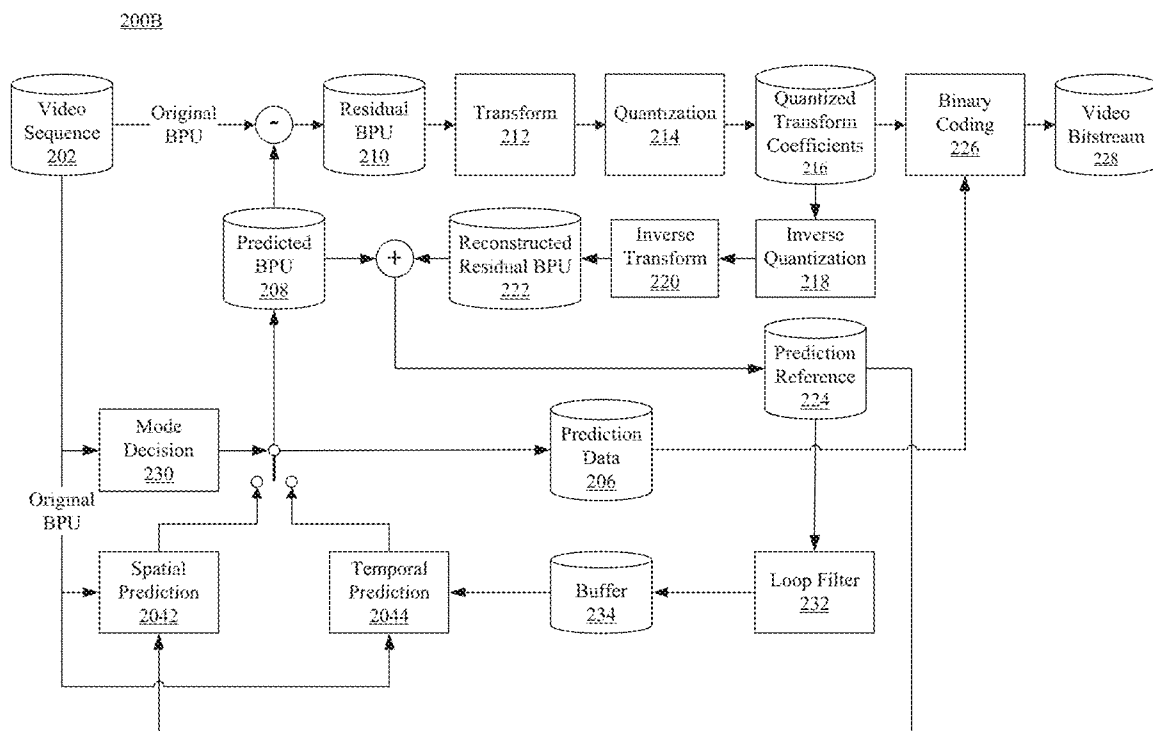 200B
Video
Sequence
202
Original
BPU
-
Residual
BPU
210
Transform
212
Quantization
214
Quantized
Transform
Coefficients
216
Binary
Coding
226
Video
Bitstream
228
Predicted
BPU
208
+
Reconstructed
Residual BPU
222
Inverse
Transform
220
Inverse
Quantization
218
Prediction
Reference
224
Mode
Decision
230
Prediction
Data
206
Original
BPU
Spatial
Prediction
2042
Temporal
Prediction
2044
Buffer
234
Loop Filter
232